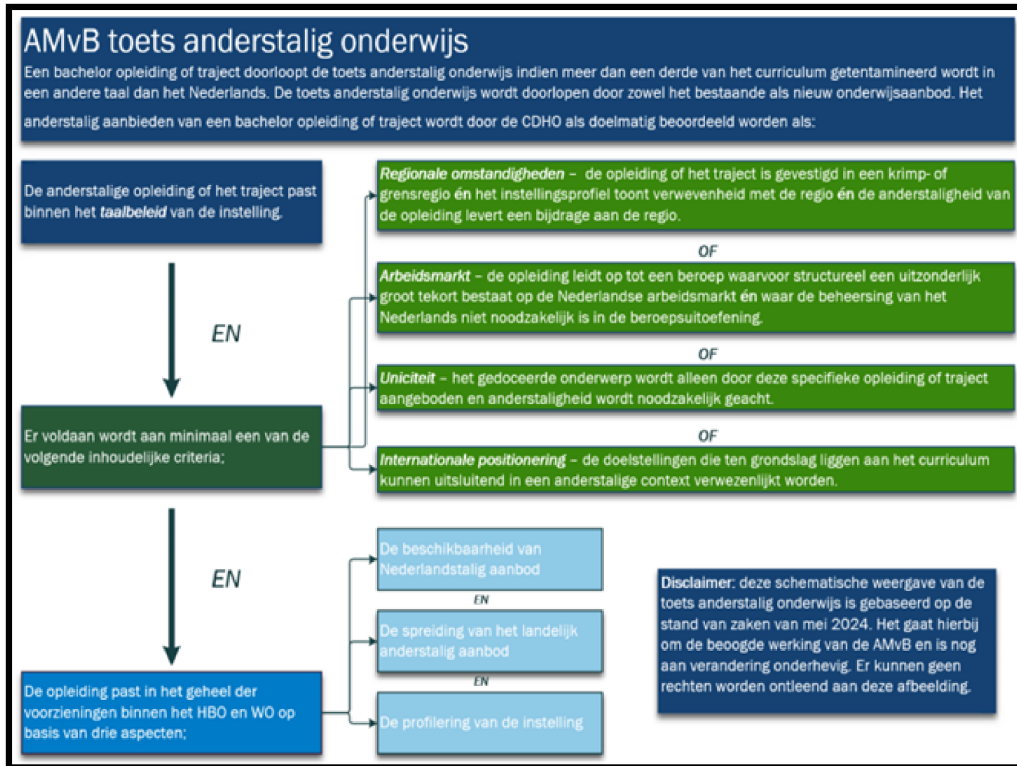 AMvB toets anderstalig onderwijs
Een bachelor opleiding of traject doorloopt de toets anderstalig onderwijs indien meer dan een derde van het curriculum getentamineerd wordt in
een andere taal dan het Nederlands. De toets anderstalig onderwijs wordt doorlopen door zowel het bestaande als nieuw onderwijsaanbod. Het
anderstalig aanbieden van een bachelor opleiding of traject wordt door de CDHO als doelmatig beoordeeld worden als:
De anderstalige opleiding of het traject past
binnen het taalbeleid van de instelling.
EN
Er voldaan wordt aan minimaal een van de
volgende inhoudelijke criteria;
Regionale omstandigheden – de opleiding of het traject is gevestigd in een krimp- of
grensregio én het instellingsprofiel toont verwevenheid met de regio én de anderstaligheid van
de opleiding levert een bijdrage aan de regio.
OF
Arbeidsmarkt – de opleiding leidt op tot een beroep waarvoor structureel een uitzonderlijk
groot tekort bestaat op de Nederlandse arbeidsmarkt én waar de beheersing van het
Nederlands niet noodzakelijk is in de beroepsuitoefening.
OF
Uniciteit – het gedoceerde onderwerp wordt alleen door deze specifieke opleiding of traject
aangeboden en anderstaligheid wordt noodzakelijk geacht.
OF
Internationale positionering – de doelstellingen die ten grondslag liggen aan het curriculum
kunnen uitsluitend in een anderstalige context verwezenlijkt worden.
EN
De opleiding past in het geheel der
voorzieningen binnen het HBO en WO op
basis van drie aspecten;
De beschikbaarheid van
Nederlandstalig aanbod
EN
De spreiding van het landelijk
anderstalig aanbod
EN
De profilering van de instelling
Disclaimer: deze schematische weergave van de
toets anderstalig onderwijs is gebaseerd op de
stand van zaken van mei 2024. Het gaat hierbij
om de beoogde werking van de AMvB en is nog
aan verandering onderhevig. Er kunnen geen
rechten worden ontleend aan deze afbeelding.